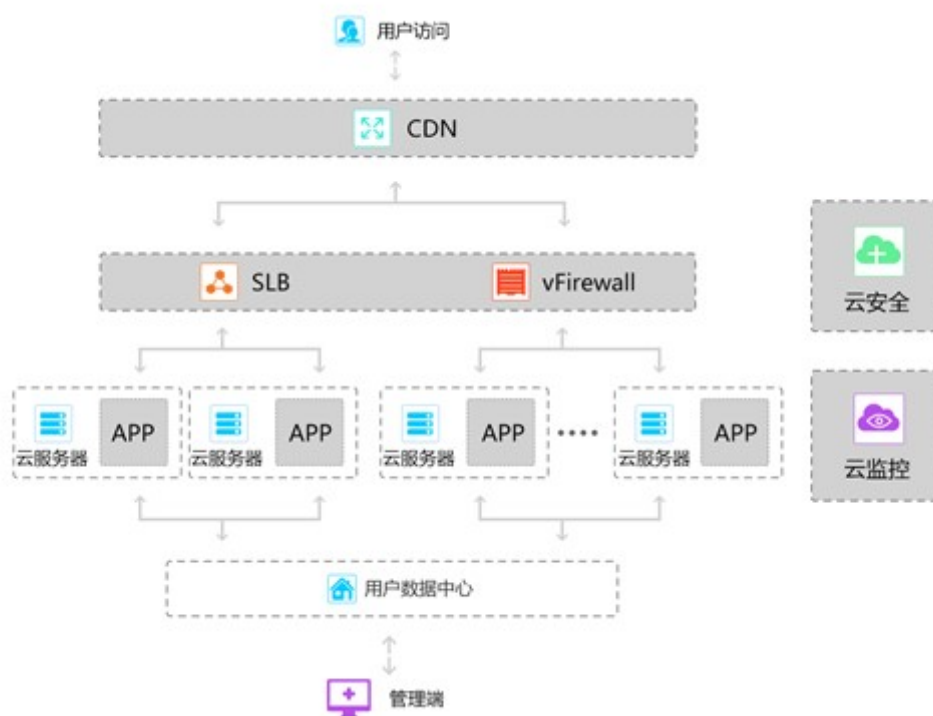 用户访问
CDN
SLB
vFirewall
云安全
云服务器
APP
云服务器
APP
云服务器
APP
云服务器
APP
云监控
用户数据中心
管理端